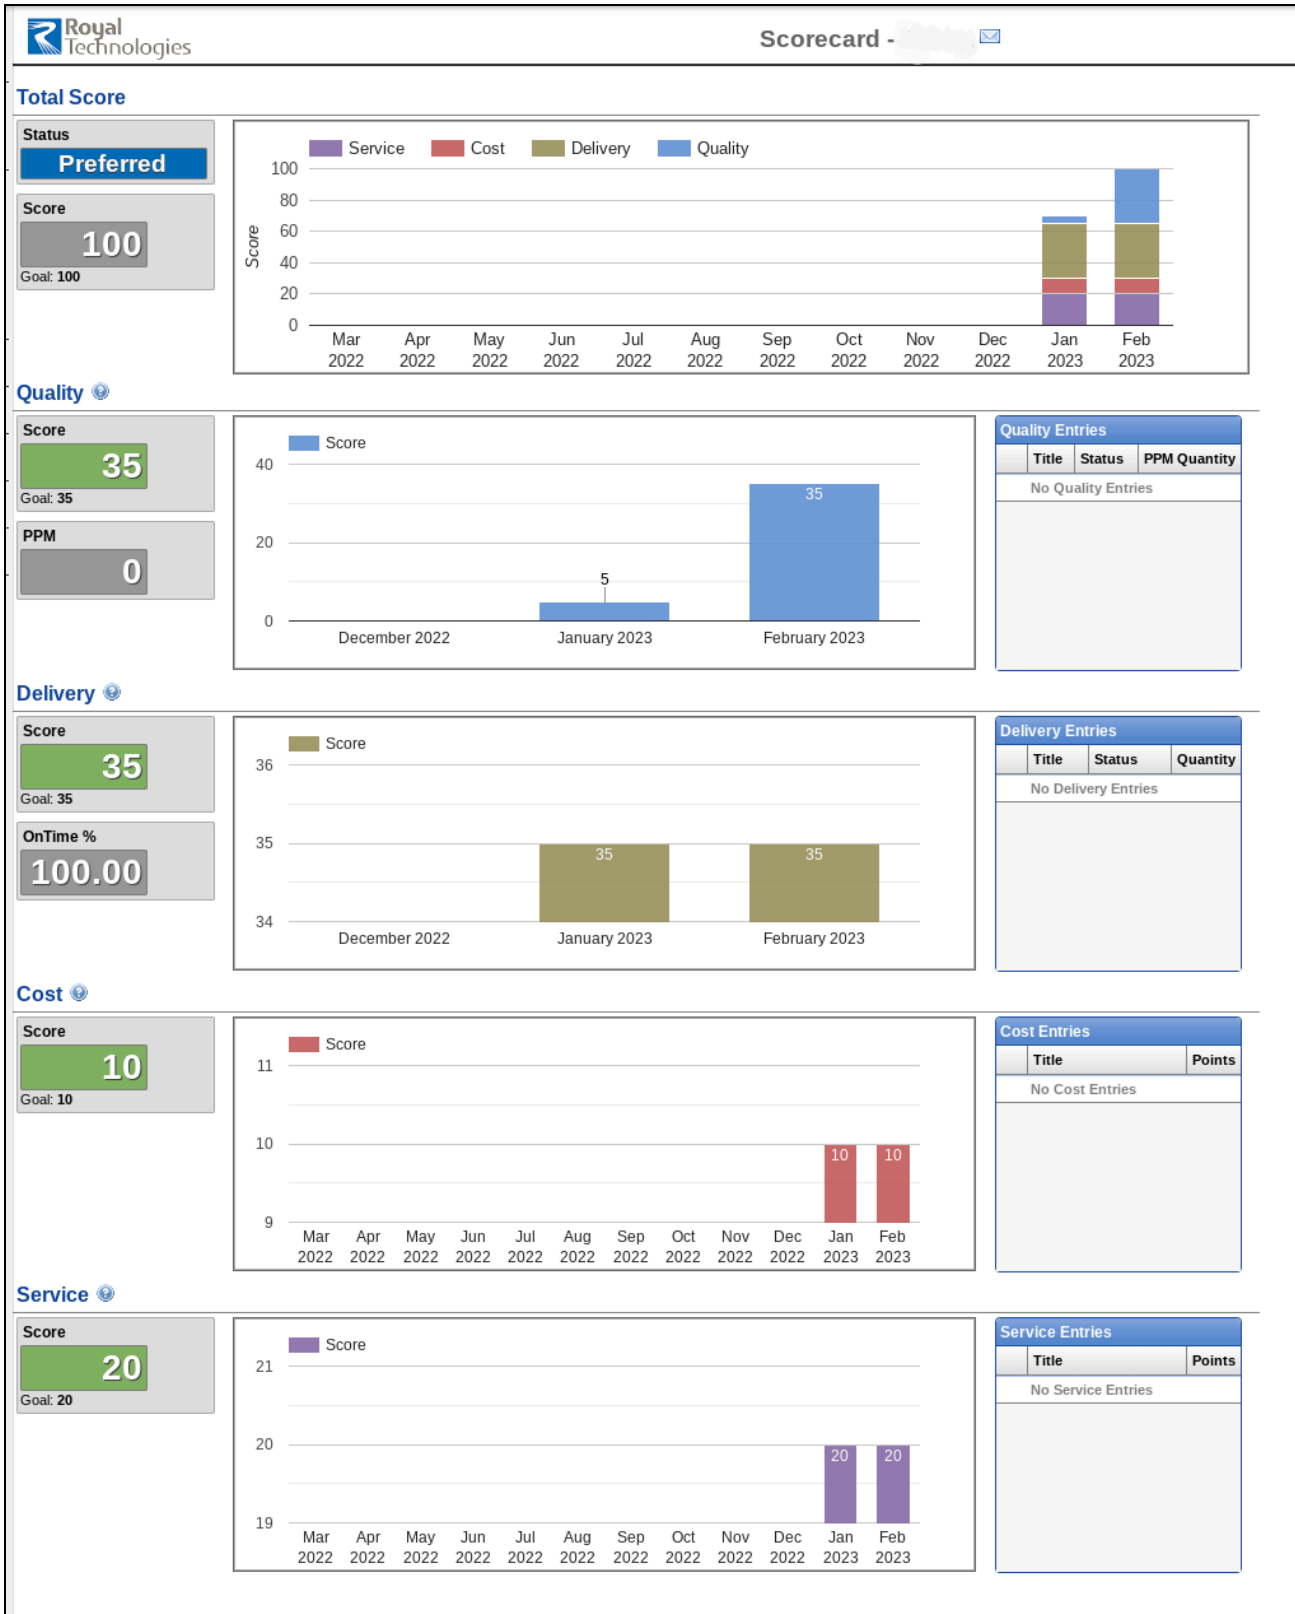 Royal
Technologies
Scorecard -
Total Score
Status
Preferred
Score
100
Goal: 100
Service Cost Delivery Quality
Score
100
80
60
40
20
0
Mar Apr May Jun Jul Aug Sep Oct Nov Dec Jan Feb
2022 2022 2022 2022 2022 2022 2022 2022 2022 2022 2023 2023
Quality
Score
35
Goal: 35
PPM
0
Score
40
20
0
5
35
December 2022 January 2023 February 2023
Quality Entries
Title Status PPM Quantity
No Quality Entries
Delivery
Score
35
Goal: 35
OnTime %
100.00
Score
36
35
34
35 35
December 2022 January 2023 February 2023
Delivery Entries
Title Status Quantity
No Delivery Entries
Cost
Score
10
Goal: 10
Score
11
10
9
10 10
Mar Apr May Jun Jul Aug Sep Oct Nov Dec Jan Feb
2022 2022 2022 2022 2022 2022 2022 2022 2022 2022 2023 2023
Cost Entries
Title Points
No Cost Entries
Service
Score
20
Goal: 20
Score
21
20
19
20 20
Mar Apr May Jun Jul Aug Sep Oct Nov Dec Jan Feb
2022 2022 2022 2022 2022 2022 2022 2022 2022 2022 2023 2023
Service Entries
Title Points
No Service Entries